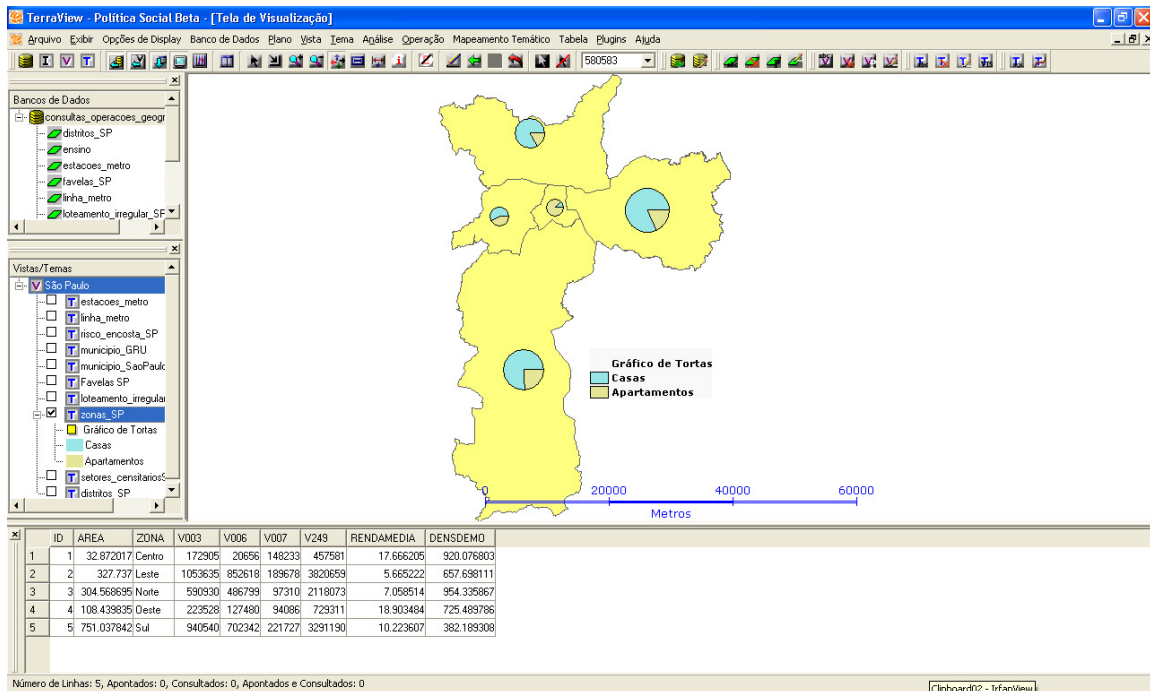 TerraView - Política Social Beta - [Tela de Visualização]
Arquivo Exibir Opções de Display Banco de Dados Plano Vista Tema Análise Operação Mapeamento Temático Tabela Plugins Ajuda
580583
Bancos de Dados
consultas_operacoes_geogr
distritos_SP
ensino
estacoes_metro
favelas_SP
linha_metro
loteamento_irregular_SF
Vistas/Temas
São Paulo
estacoes_metro
linha_metro
risco_encosta_SP
municipio_GRU
municipio_SaoPaulo
Favelas SP
loteamento_irregular
zonas_SP
Gráfico de Tortas
Casas
Apartamentos
setores_censitariosS
distritos SP
Gráfico de Tortas
Casas
Apartamentos
0 20000 40000 60000
Metros
ID AREA ZONA V003 V006 V007 V249 RENDAMEDIA DENSDEMO
1 1 32.872017 Centro 172905 20656 148233 457581 17.666205 920.076803
2 2 327.737 Leste 1053635 852618 189678 3820659 5.665222 657.698111
3 3 304.568695 Norte 590930 486799 97310 2118073 7.058514 954.335867
4 4 108.439835 Oeste 223528 127480 94086 729311 18.903484 725.489786
5 5 751.037842 Sul 940540 702342 221727 3291190 10.223607 382.189308
Número de Linhas: 5, Apontados: 0, Consultados: 0, Apontados e Consultados: 0
Clipboard02 - IrfanView